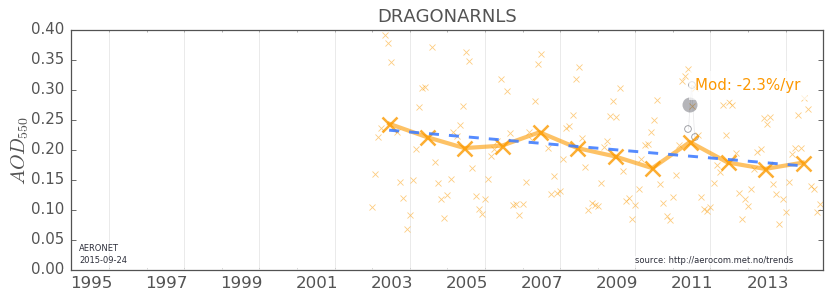 DRAGONARNLS
0.40
0.35
0.30
0.25
0.20
0.15
0.10
0.05
0.00
AOD550
Mod: -2.3%/yr
AERONET
2015-09-24
source: http://aerocom.met.no/trends
1995 1997 1999 2001 2003 2005 2007 2009 2011 2013